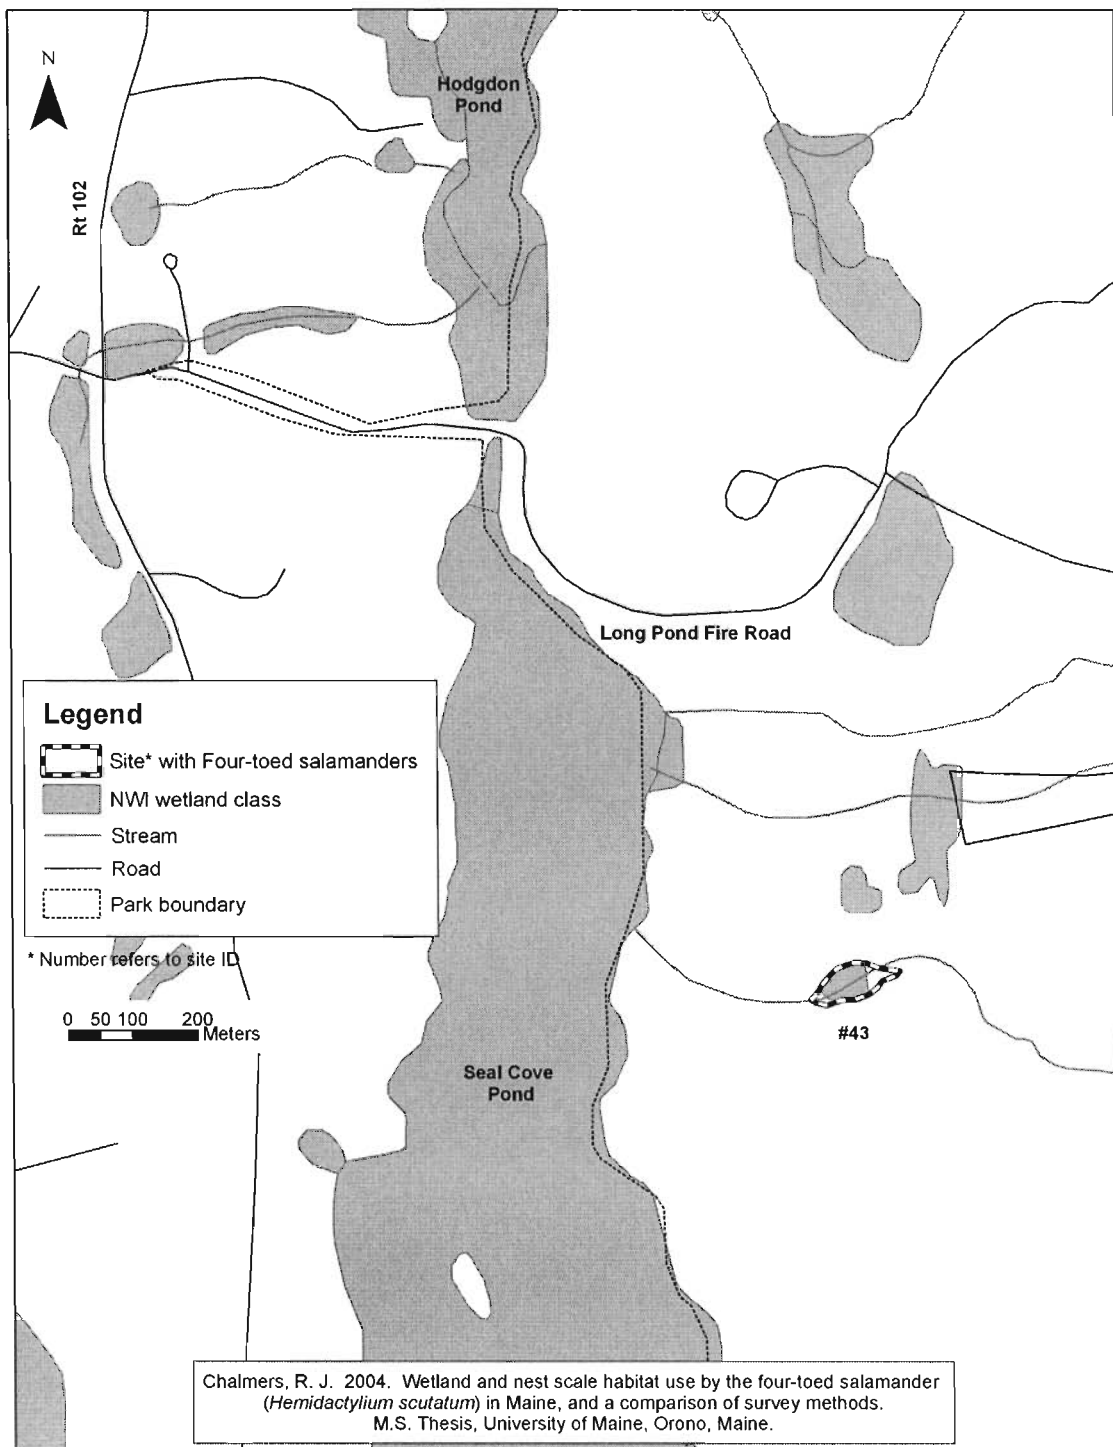 N
Hodgdon
Pond
Rt 102
Long Pond Fire Road
Legend
Site* with Four-toed salamanders
NWI wetland class
Stream
Road
Park boundary
* Number refers to site ID
0 50 100 200
Meters
#43
Seal Cove
Pond
Chalmers, R. J. 2004. Wetland and nest scale habitat use by the four-toed salamander
(Hemidactylium scutatum) in Maine, and a comparison of survey methods.
M.S. Thesis, University of Maine, Orono, Maine.